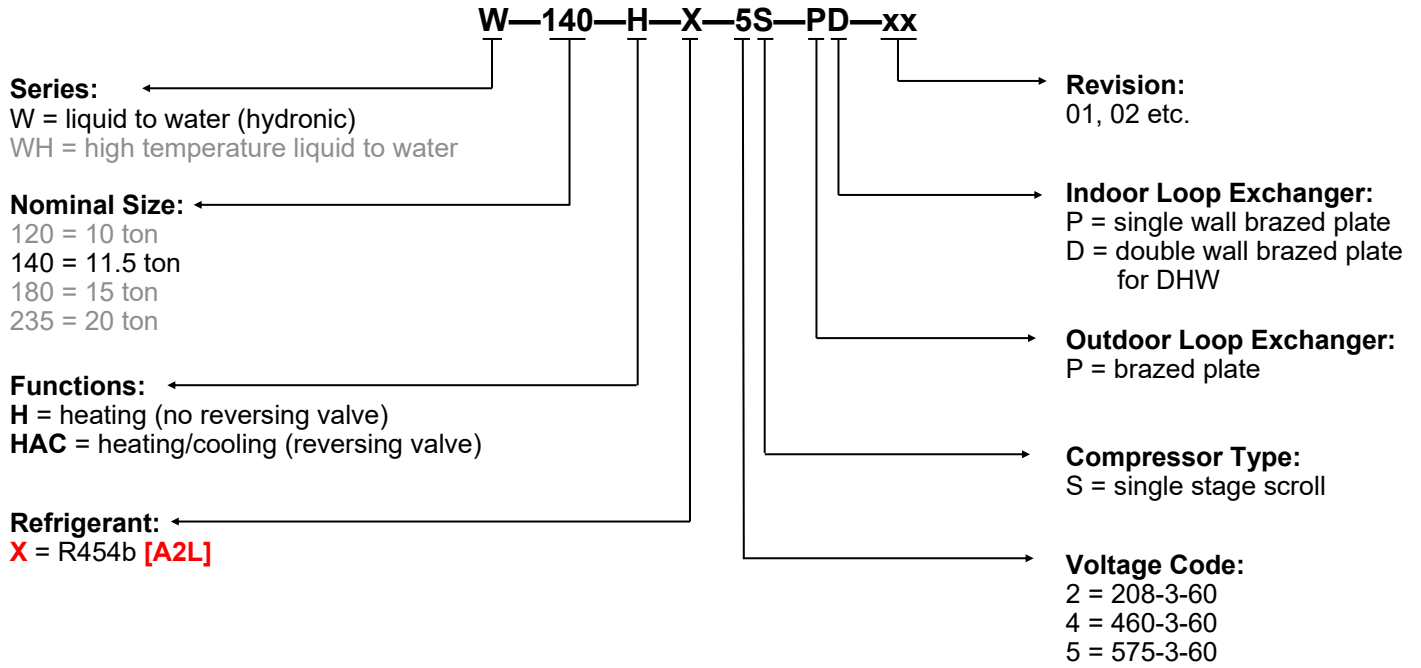 W—140—H—X—5S—PD—xx
Series:
W = liquid to water (hydronic)
WH = high temperature liquid to water
Nominal Size:
120 = 10 ton
140 = 11.5 ton
180 = 15 ton
235 = 20 ton
Functions:
H = heating (no reversing valve)
HAC = heating/cooling (reversing valve)
Refrigerant:
X = R454b [A2L]
Revision:
01, 02 etc.
Indoor Loop Exchanger:
P = single wall brazed plate
D = double wall brazed plate
for DHW
Outdoor Loop Exchanger:
P = brazed plate
Compressor Type:
S = single stage scroll
Voltage Code:
2 = 208-3-60
4 = 460-3-60
5 = 575-3-60